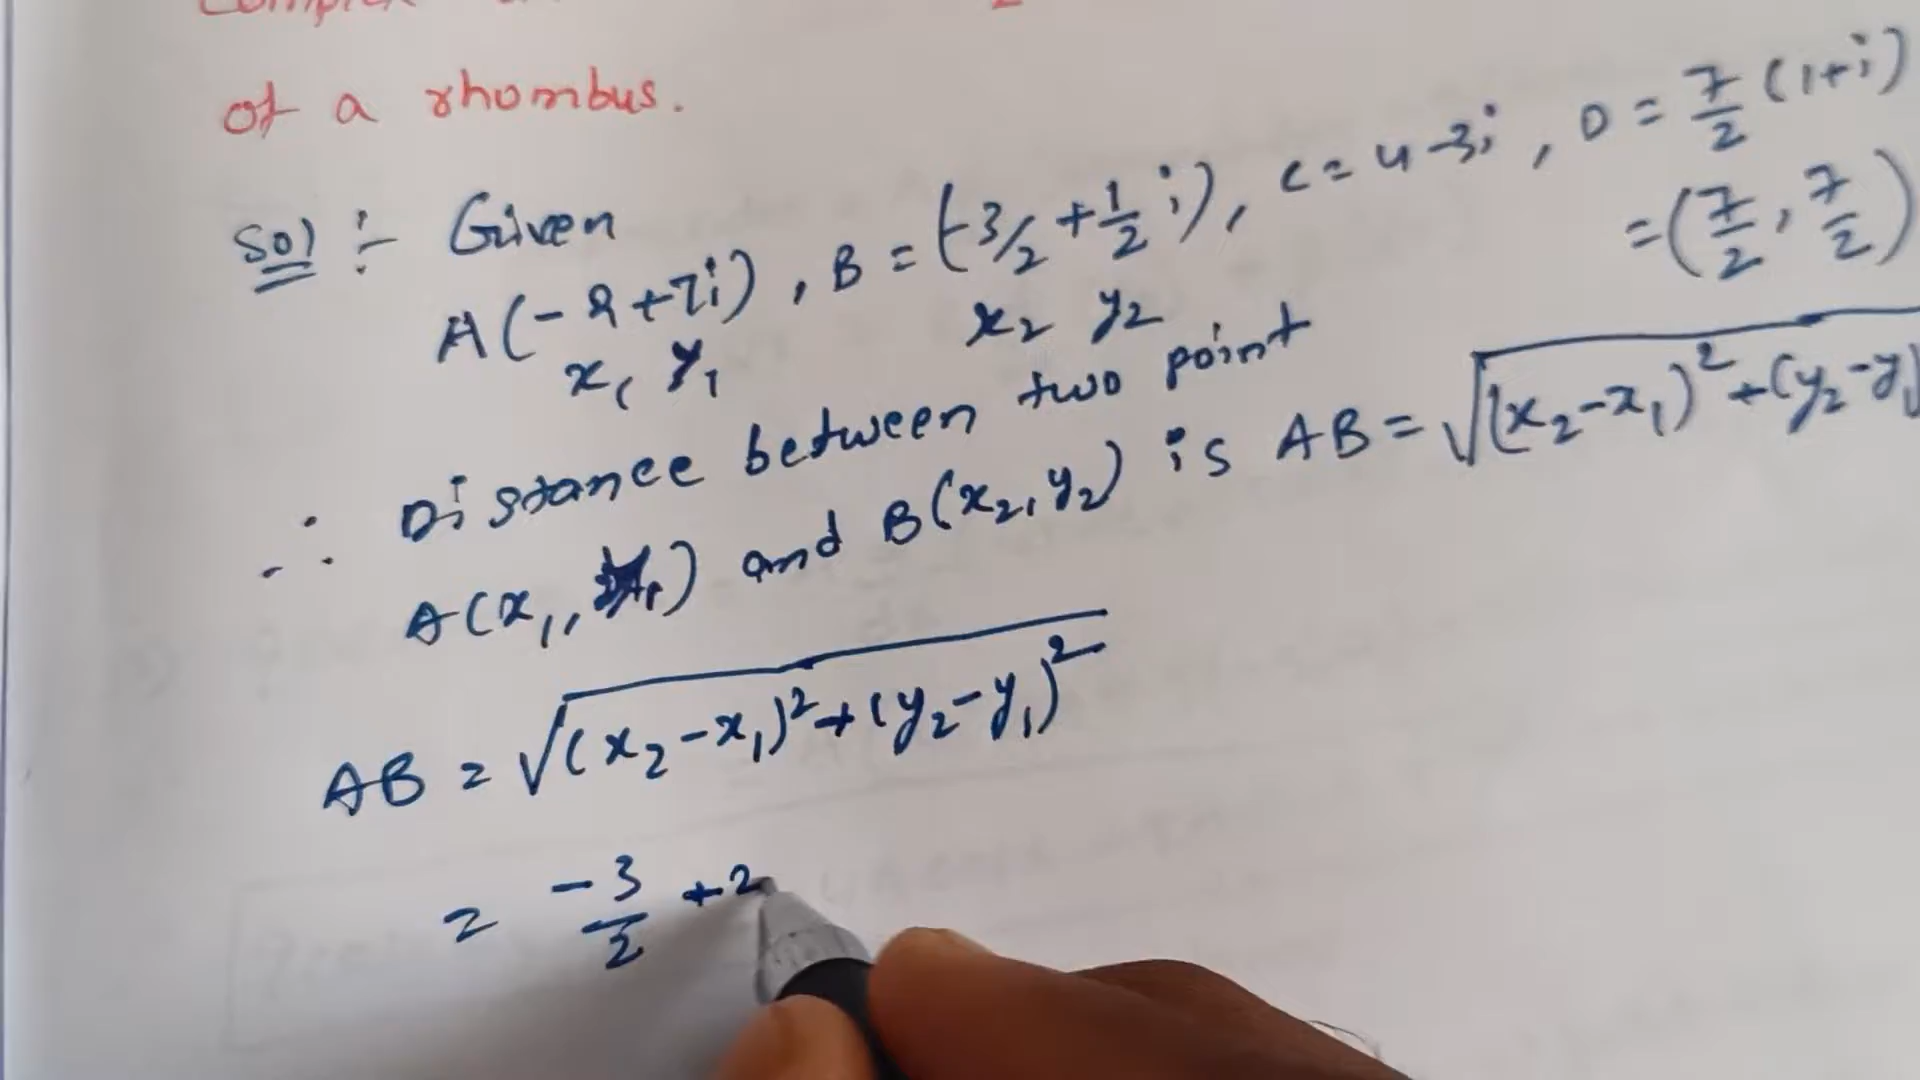 of a rhombus.
Sol :- Given
A(-2+7i), B = (-3/2 + 1/2 i), C = 4-3i, D = 7/2 (1+i)
= (7/2, 7/2)
x1 y1 x2 y2
∴ Distance between two point
A(x1, y1) and B(x2, y2) is AB = √(x2-x1)² + (y2-y1
AB = √(x2-x1)² + (y2-y1)²
= -3/2 + 2